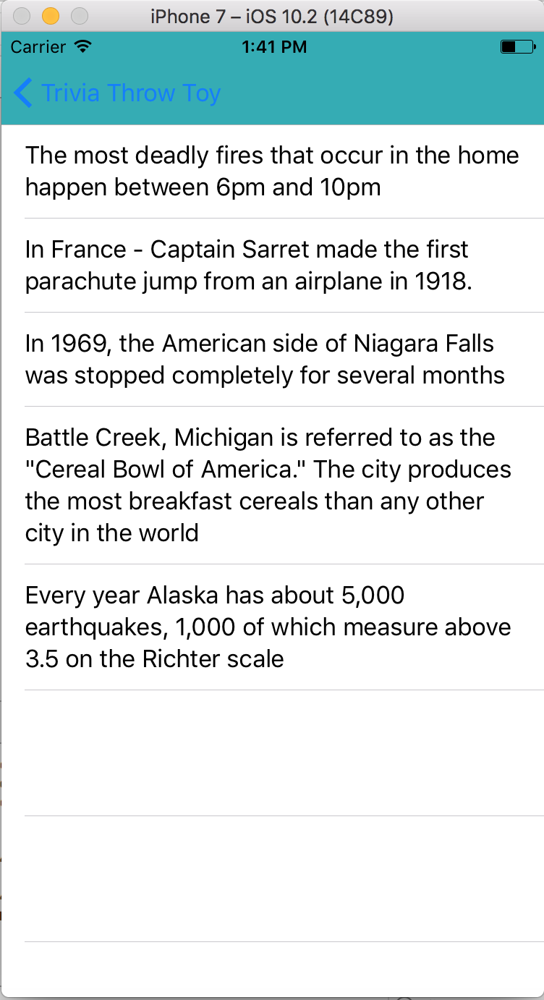 iPhone 7 – iOS 10.2 (14C89)
Carrier 1:41 PM
Trivia Throw Toy
The most deadly fires that occur in the home
happen between 6pm and 10pm
In France - Captain Sarret made the first
parachute jump from an airplane in 1918.
In 1969, the American side of Niagara Falls
was stopped completely for several months
Battle Creek, Michigan is referred to as the
"Cereal Bowl of America." The city produces
the most breakfast cereals than any other
city in the world
Every year Alaska has about 5,000
earthquakes, 1,000 of which measure above
3.5 on the Richter scale